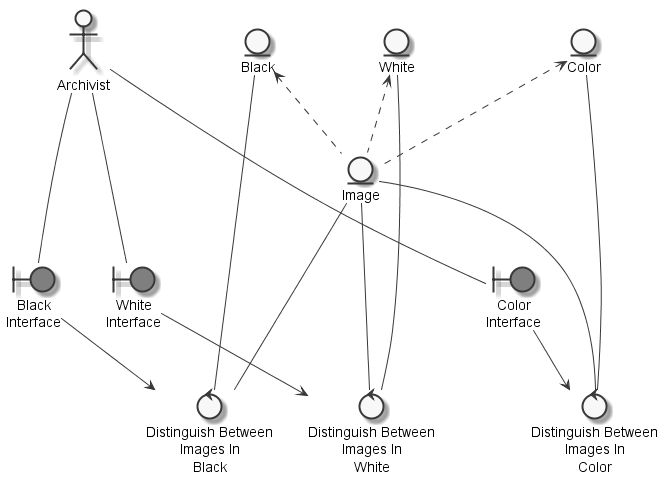 Archivist
Black
White
Color
Image
Black
Interface
White
Interface
Color
Interface
Distinguish Between
Images In
Black
Distinguish Between
Images In
White
Distinguish Between
Images In
Color